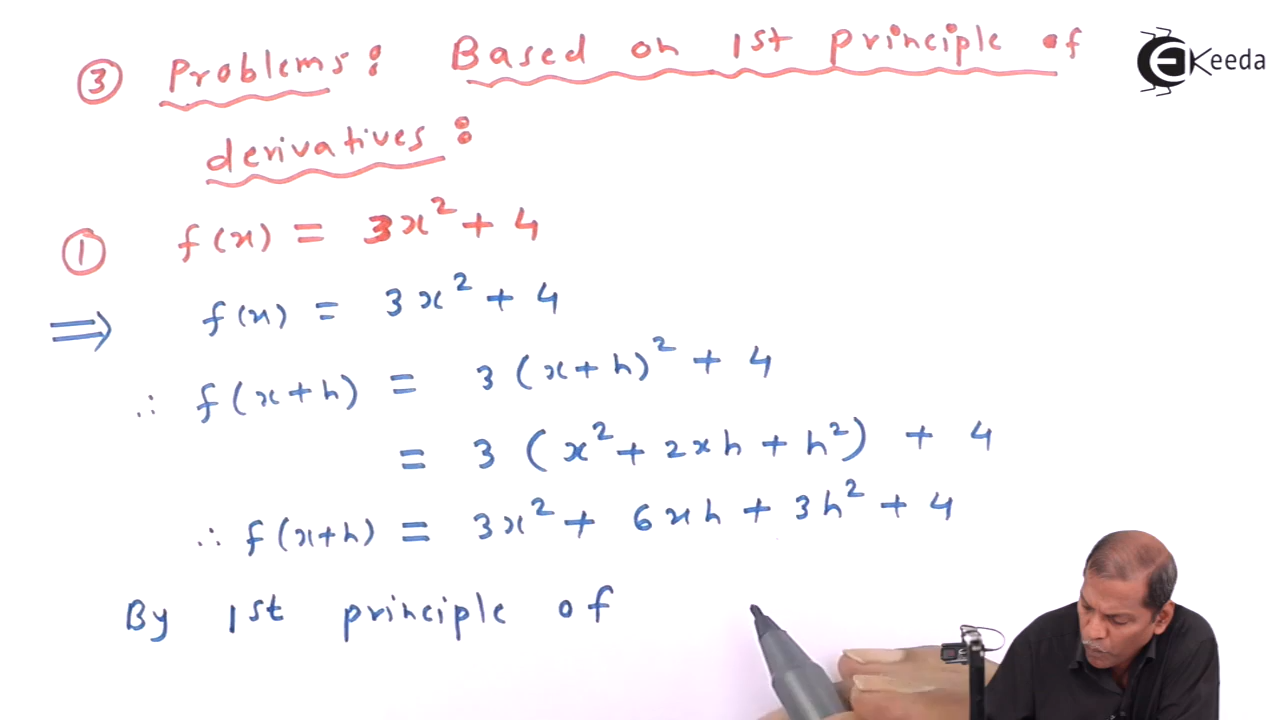 ③ Problems: Based on 1st principle of
EKeeda
derivatives:
① f(x) = 3x² + 4
⟹ f(x) = 3x² + 4
∴ f(x+h) = 3(x+h)² + 4
= 3(x² + 2xh + h²) + 4
∴ f(x+h) = 3x² + 6xh + 3h² + 4
By 1st principle of